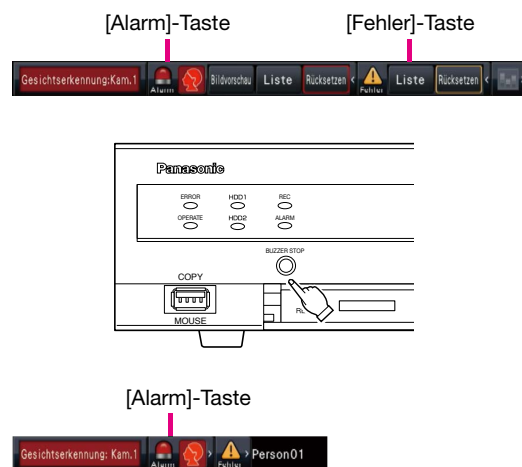 [Alarm]-Taste [Fehler]-Taste
Gesichtserkennung:Kam.1 Alarm Bildvorschau Liste Rücksetzen < Fehler Liste Rücksetzen <
Panasonic
ERROR HDD1 REC
OPERATE HDD2 ALARM
BUZZER STOP
COPY
MOUSE
[Alarm]-Taste
Gesichtserkennung: Kam.1 Alarm > Fehler > Person01